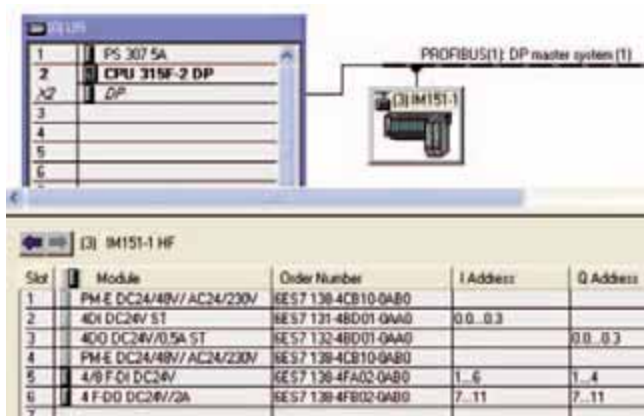 (0) UR
1 PS 307 5A
2 CPU 315F-2 DP
X2 DP
3
4
5
6
PROFIBUS(1): DP master system (1)
(3) IM151-1
(3) IM151-1 HF
Slot Module Order Number I Address Q Address
1 PM-E DC24/48V// AC24/230V 6ES7 138-4CB10-0AB0
2 4DI DC24V ST 6ES7 131-4BD01-0AA0 0.0...0.3
3 4DO DC24V/0.5A ST 6ES7 132-4BD01-0AA0 0.0...0.3
4 PM-E DC24/48V// AC24/230V 6ES7 138-4CB10-0AB0
5 4/8 F-DI DC24V 6ES7 138-4FA02-0AB0 1...6 1...4
6 4 F-DO DC24V/2A 6ES7 138-4FB02-0AB0 7...11 7...11
7